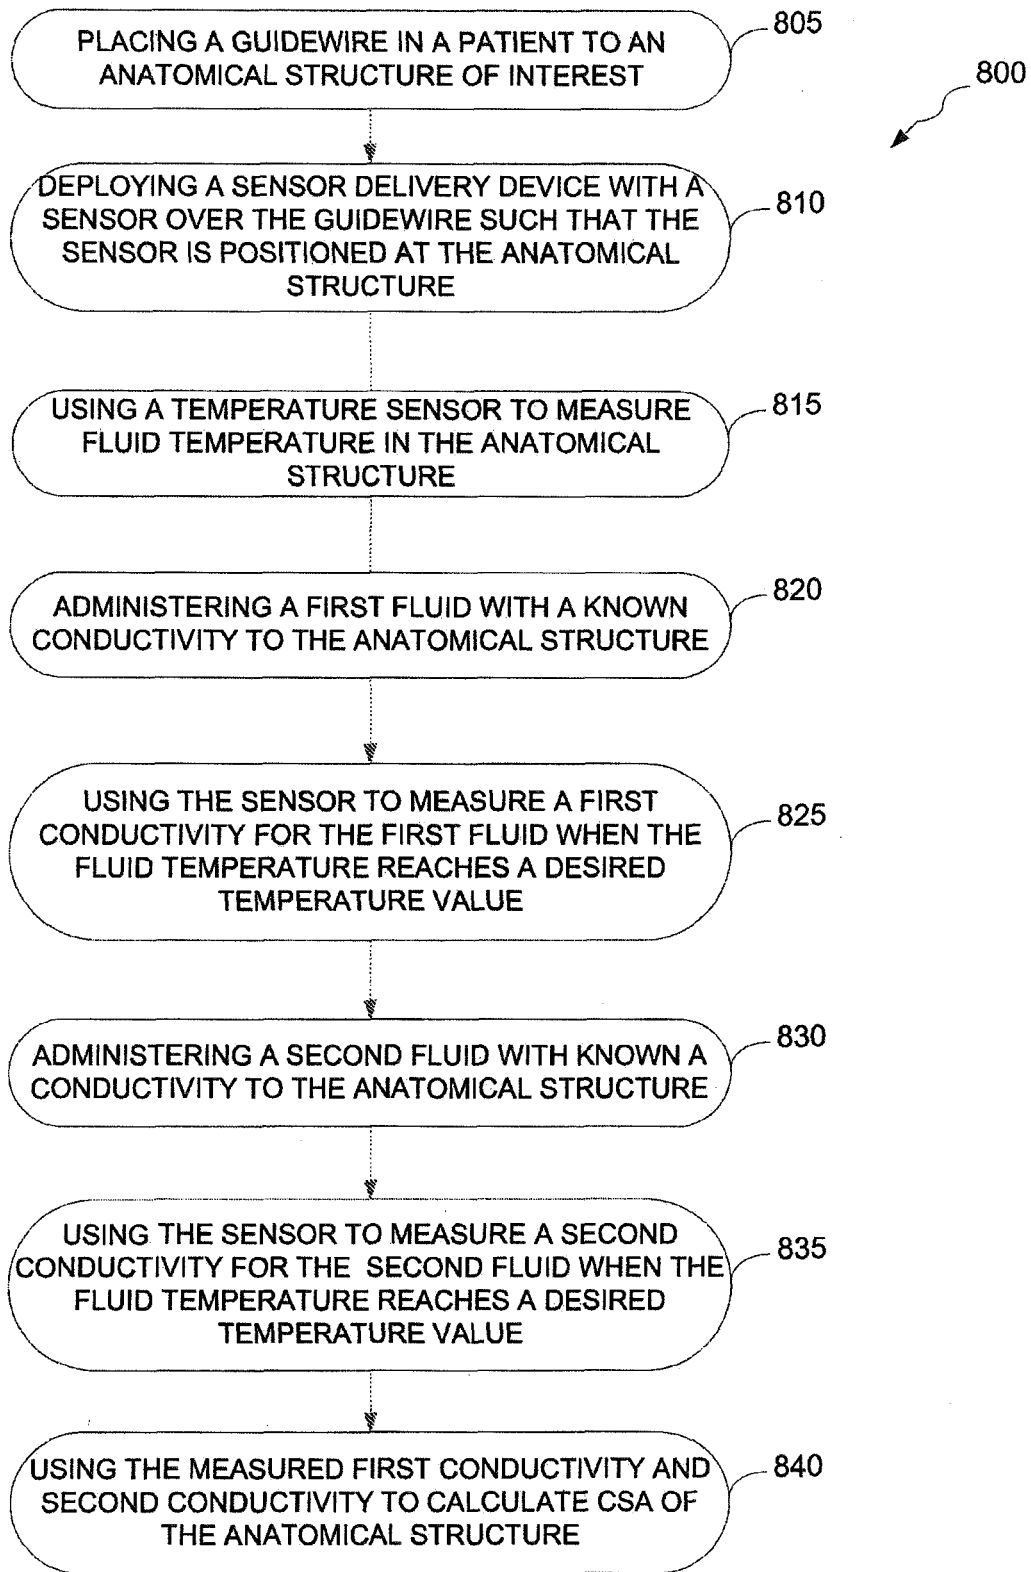 PLACING A GUIDEWIRE IN A PATIENT TO AN
ANATOMICAL STRUCTURE OF INTEREST
805
800
DEPLOYING A SENSOR DELIVERY DEVICE WITH A
SENSOR OVER THE GUIDEWIRE SUCH THAT THE
SENSOR IS POSITIONED AT THE ANATOMICAL
STRUCTURE
810
USING A TEMPERATURE SENSOR TO MEASURE
FLUID TEMPERATURE IN THE ANATOMICAL
STRUCTURE
815
ADMINISTERING A FIRST FLUID WITH A KNOWN
CONDUCTIVITY TO THE ANATOMICAL STRUCTURE
820
USING THE SENSOR TO MEASURE A FIRST
CONDUCTIVITY FOR THE FIRST FLUID WHEN THE
FLUID TEMPERATURE REACHES A DESIRED
TEMPERATURE VALUE
825
ADMINISTERING A SECOND FLUID WITH KNOWN A
CONDUCTIVITY TO THE ANATOMICAL STRUCTURE
830
USING THE SENSOR TO MEASURE A SECOND
CONDUCTIVITY FOR THE SECOND FLUID WHEN THE
FLUID TEMPERATURE REACHES A DESIRED
TEMPERATURE VALUE
835
USING THE MEASURED FIRST CONDUCTIVITY AND
SECOND CONDUCTIVITY TO CALCULATE CSA OF
THE ANATOMICAL STRUCTURE
840